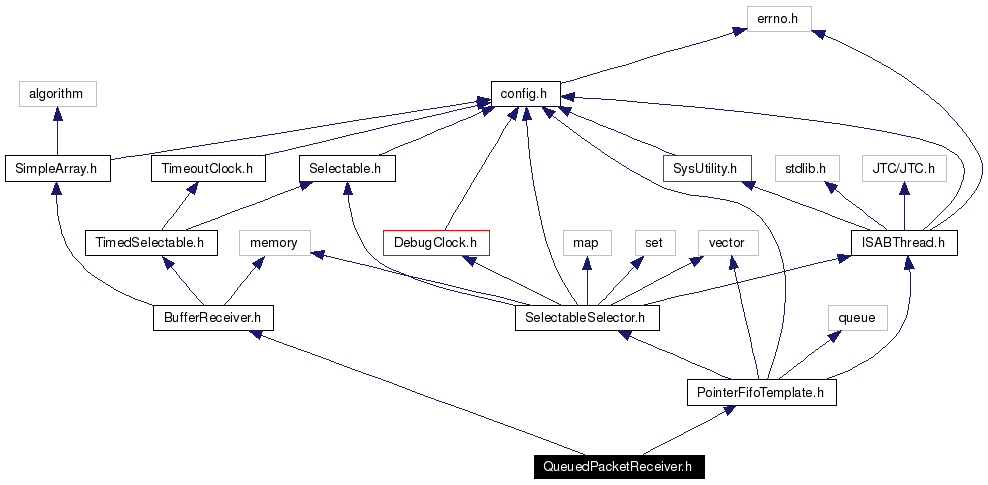 errno.h
algorithm
config.h
SimpleArray.h
TimeoutClock.h
Selectable.h
SysUtility.h
stdlib.h
JTC/JTC.h
TimedSelectable.h
memory
DebugClock.h
map
set
vector
ISABThread.h
BufferReceiver.h
SelectableSelector.h
queue
PointerFifoTemplate.h
QueuedPacketReceiver.h